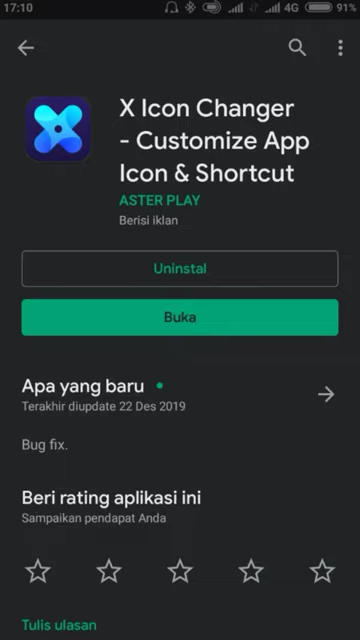 17:10
4G
91%
X Icon Changer
- Customize App
Icon & Shortcut
ASTER PLAY
Berisi iklan
Uninstal
Buka
Apa yang baru
Terakhir diupdate 22 Des 2019
Bug fix.
Beri rating aplikasi ini
Sampaikan pendapat Anda
Tulis ulasan